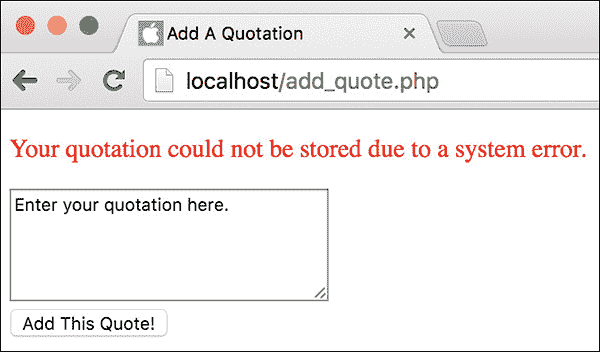 Add A Quotation
localhost/add_quote.php
Your quotation could not be stored due to a system error.
Enter your quotation here.
Add This Quote!